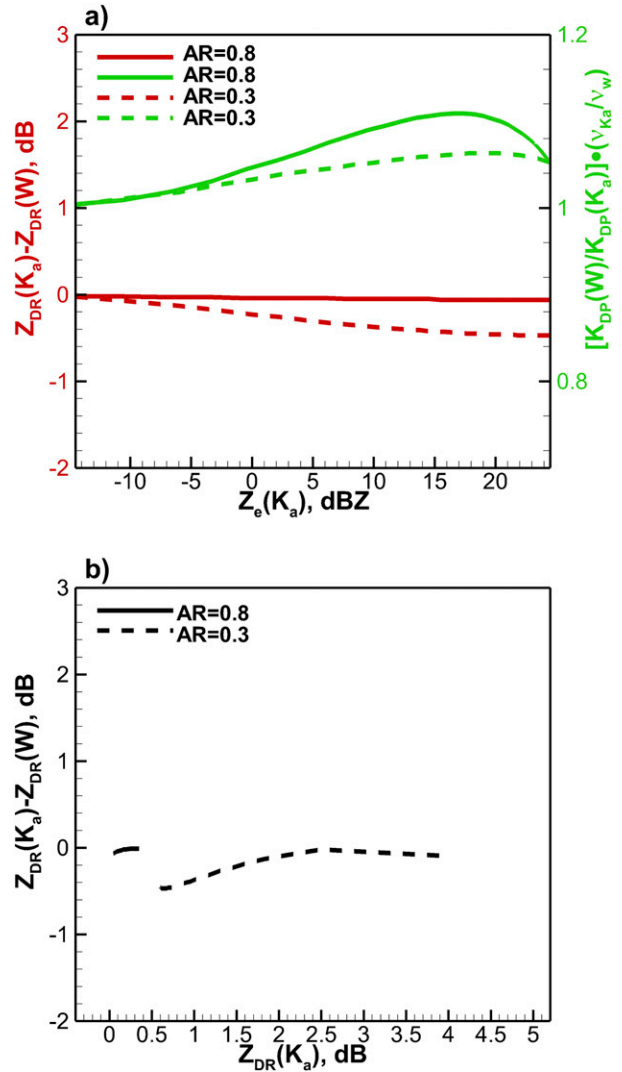 a)
3
2
1
0
-1
-2
Z_DR(K_a)-Z_DR(W), dB
AR=0.8
AR=0.8
AR=0.3
AR=0.3
1.2
1
0.8
[K_DP(W)/K_DP(K_a)]•(ν_Ka/ν_w)
-10 -5 0 5 10 15 20
Z_e(K_a), dBZ
b)
3
2
1
0
-1
-2
Z_DR(K_a)-Z_DR(W), dB
AR=0.8
AR=0.3
0 0.5 1 1.5 2 2.5 3 3.5 4 4.5 5
Z_DR(K_a), dB